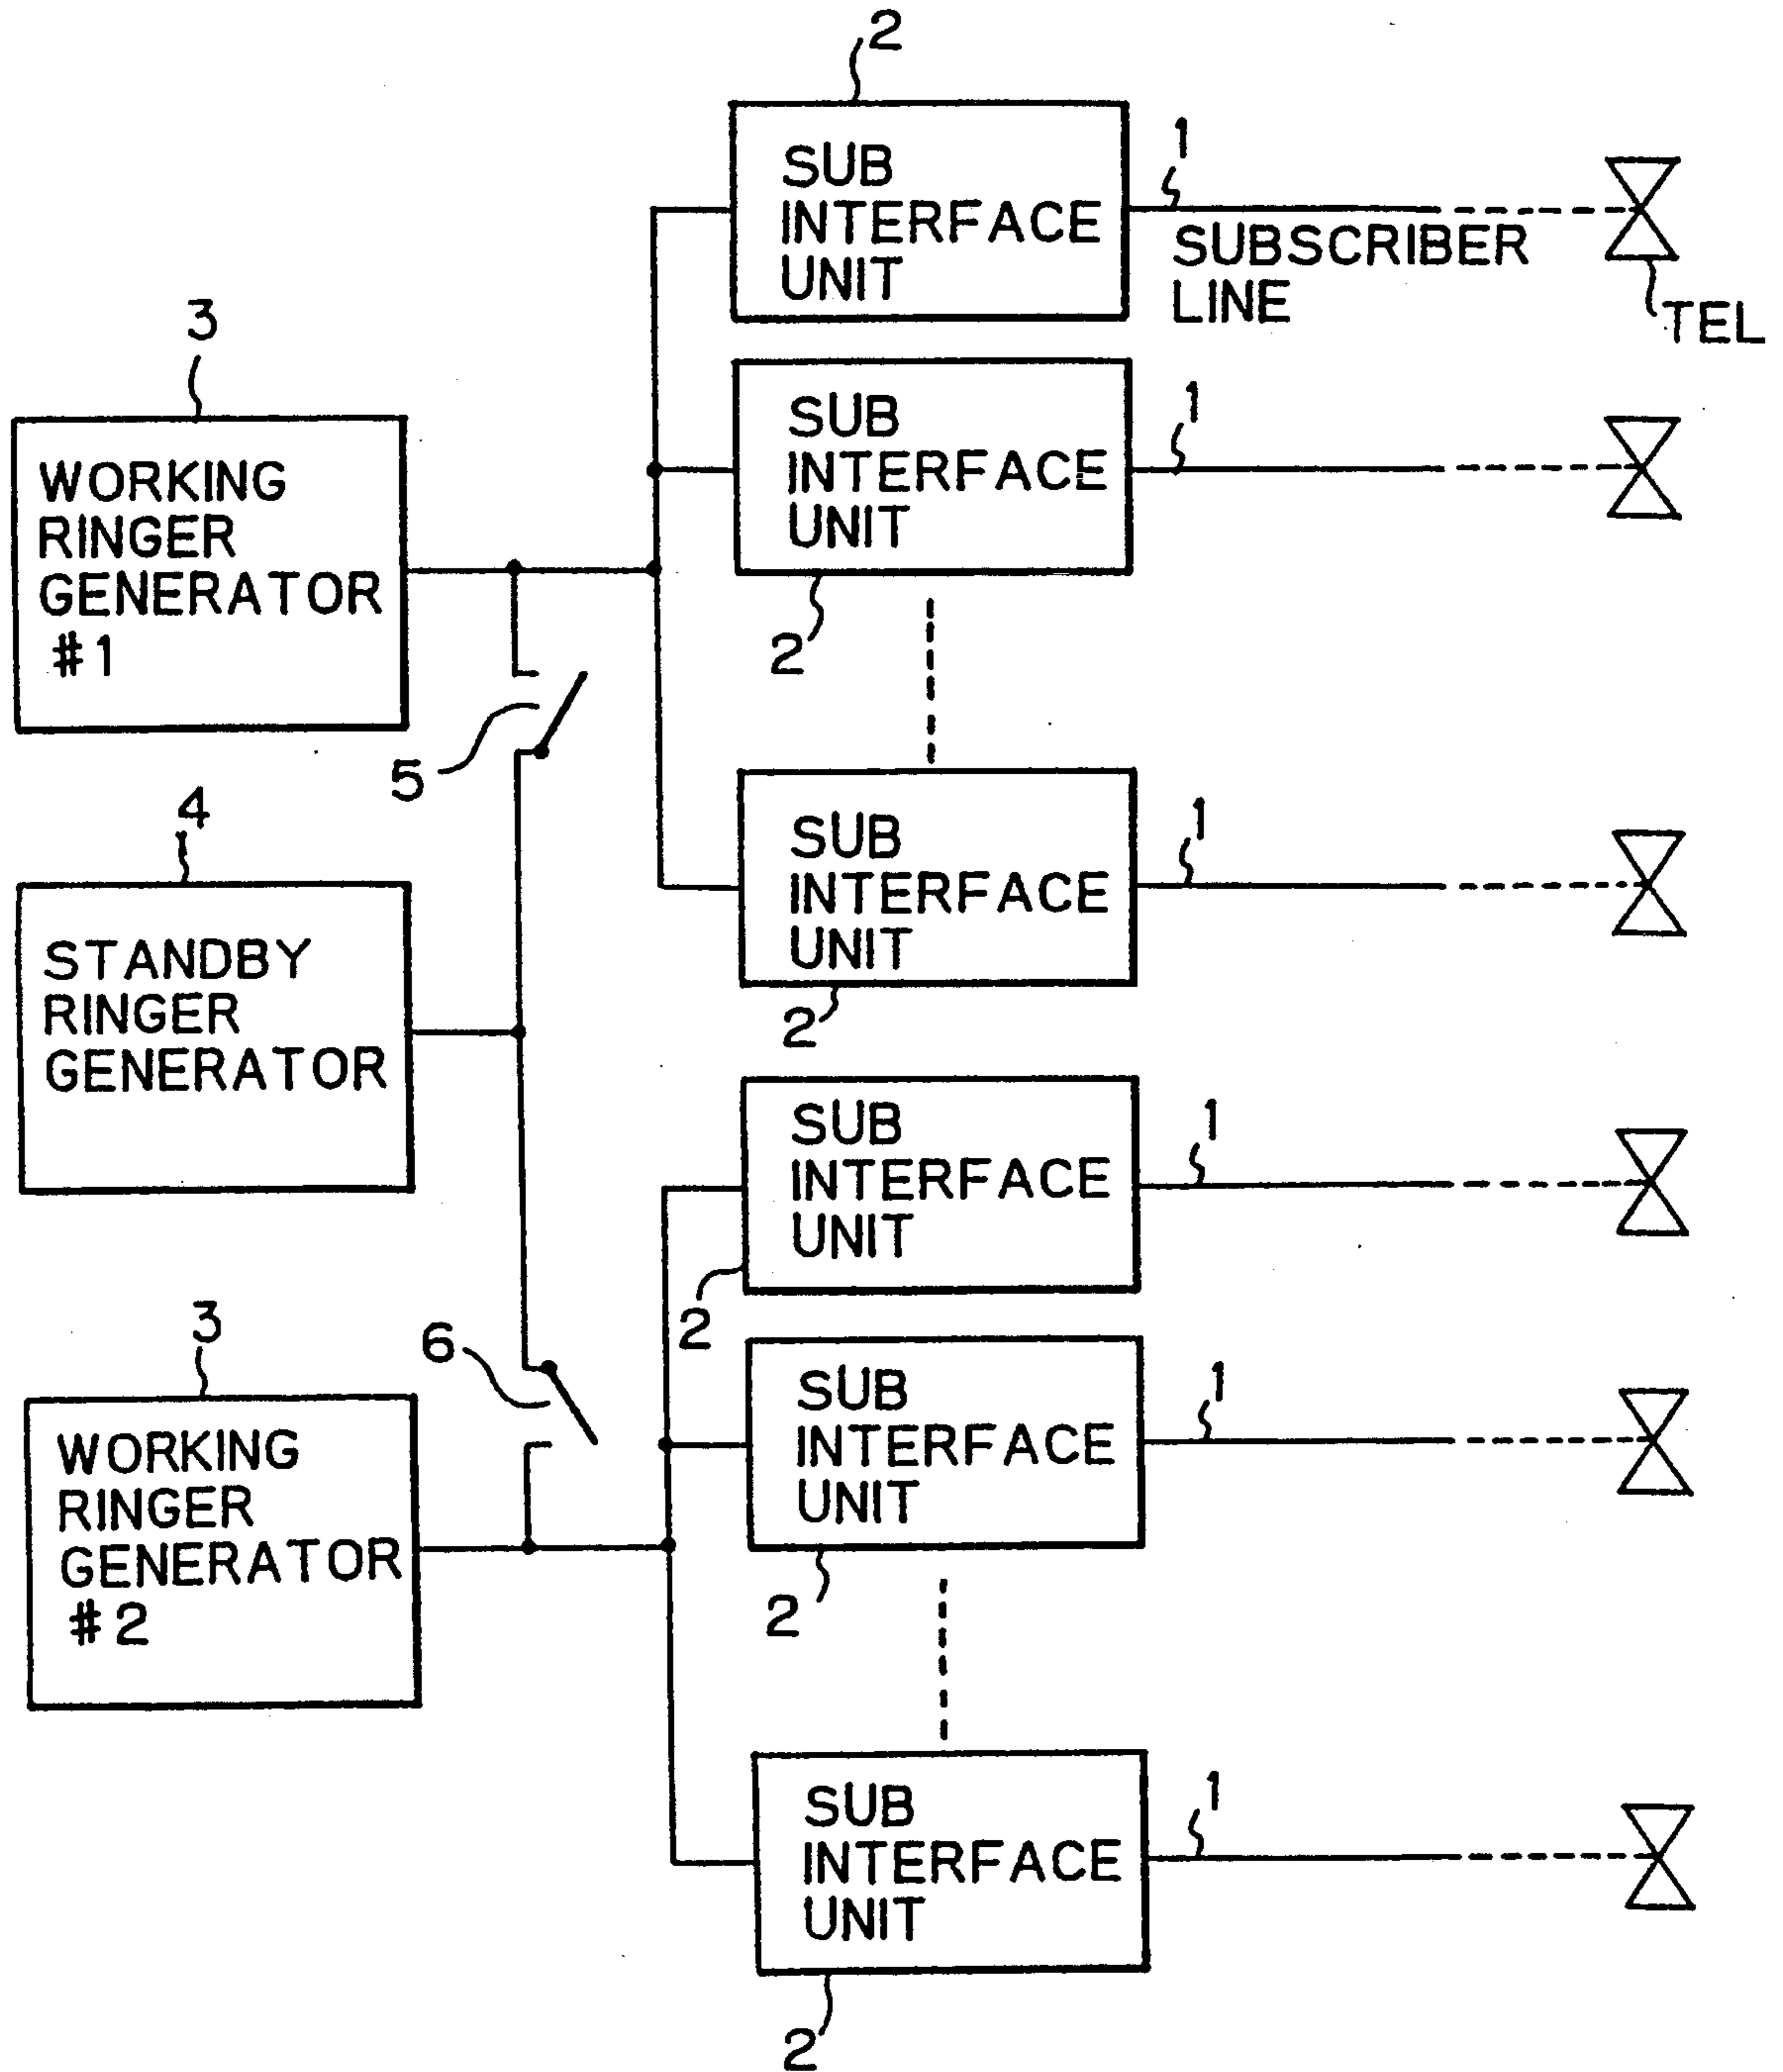 2
SUB
INTERFACE
UNIT
1
SUBSCRIBER
LINE
TEL
3
WORKING
RINGER
GENERATOR
#1
SUB
INTERFACE
UNIT
1
2
5
4
STANDBY
RINGER
GENERATOR
SUB
INTERFACE
UNIT
1
2
SUB
INTERFACE
UNIT
1
2
6
3
WORKING
RINGER
GENERATOR
#2
SUB
INTERFACE
UNIT
1
2
SUB
INTERFACE
UNIT
1
2